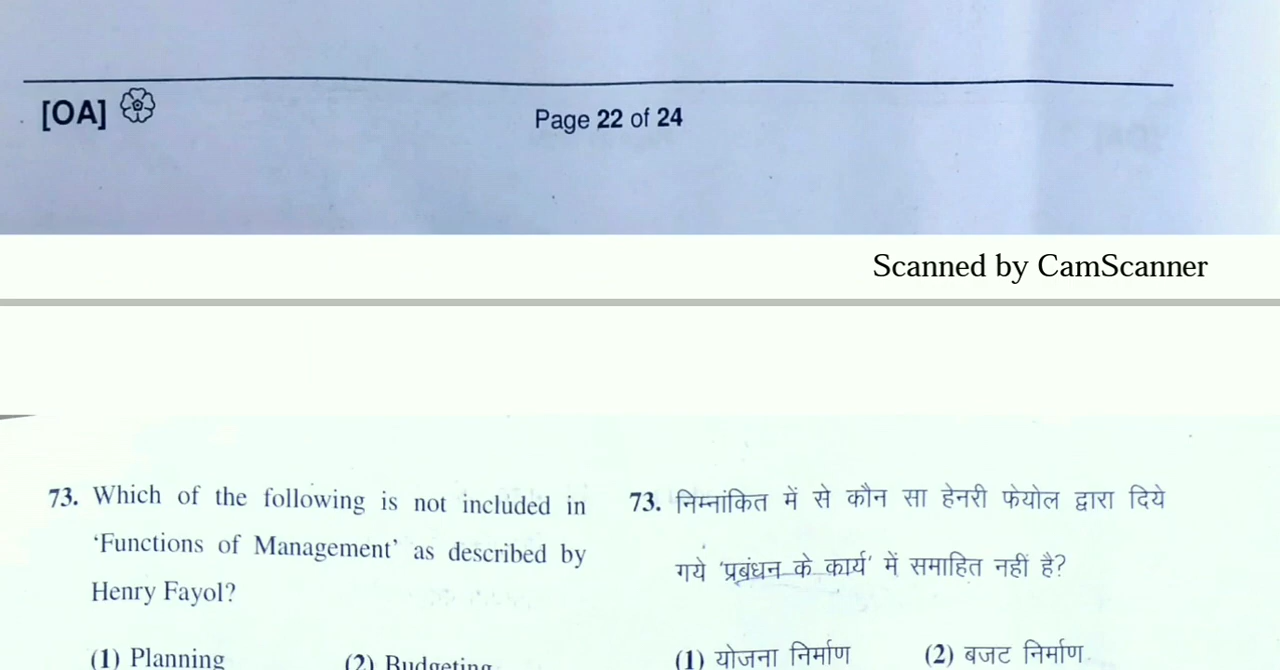 [OA]
Page 22 of 24
Scanned by CamScanner
73. Which of the following is not included in
‘Functions of Management’ as described by
Henry Fayol?
(1) Planning (2) Budgeting
73. निम्नांकित में से कौन सा हेनरी फेयोल द्वारा दिये
गये ‘प्रबंधन के कार्य’ में समाहित नहीं है?
(1) योजना निर्माण (2) बजट निर्माण